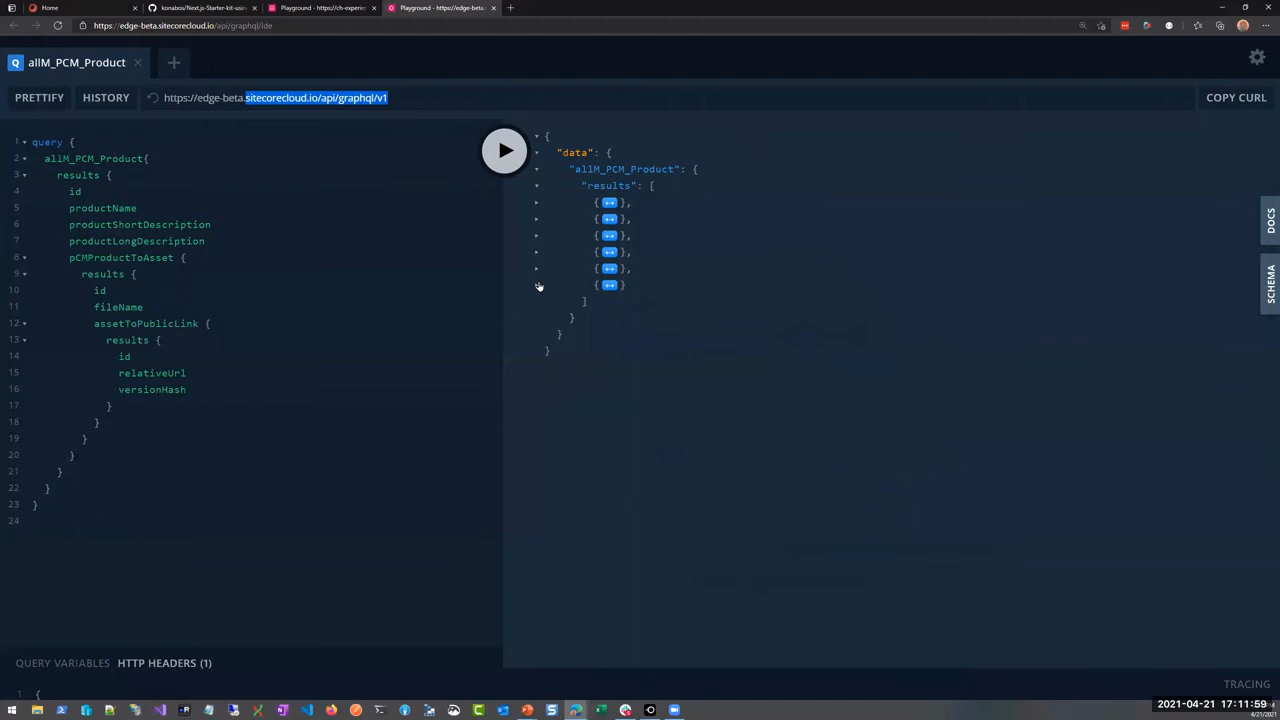 Home
konabos/Next.js-Starter-kit-usin
Playground - https://ch-experie
Playground - https://edge-beta
https://edge-beta.sitecorecloud.io/api/graphql/ide
Q allM_PCM_Product
PRETTIFY HISTORY https://edge-beta.sitecorecloud.io/api/graphql/v1 COPY CURL
1 query {
2 allM_PCM_Product{
3 results {
4 id
5 productName
6 productShortDescription
7 productLongDescription
8 pCMProductToAsset {
9 results {
10 id
11 fileName
12 assetToPublicLink {
13 results {
14 id
15 relativeUrl
16 versionHash
17 }
18 }
19 }
20 }
21 }
22 }
23 }
24
{
"data": {
"allM_PCM_Product": {
"results": [
{ ↔ },
{ ↔ },
{ ↔ },
{ ↔ },
{ ↔ },
{ ↔ }
]
}
}
}
DOCS
SCHEMA
QUERY VARIABLES HTTP HEADERS (1)
1 {
TRACING
2021-04-21 17:11:59
4/21/2021